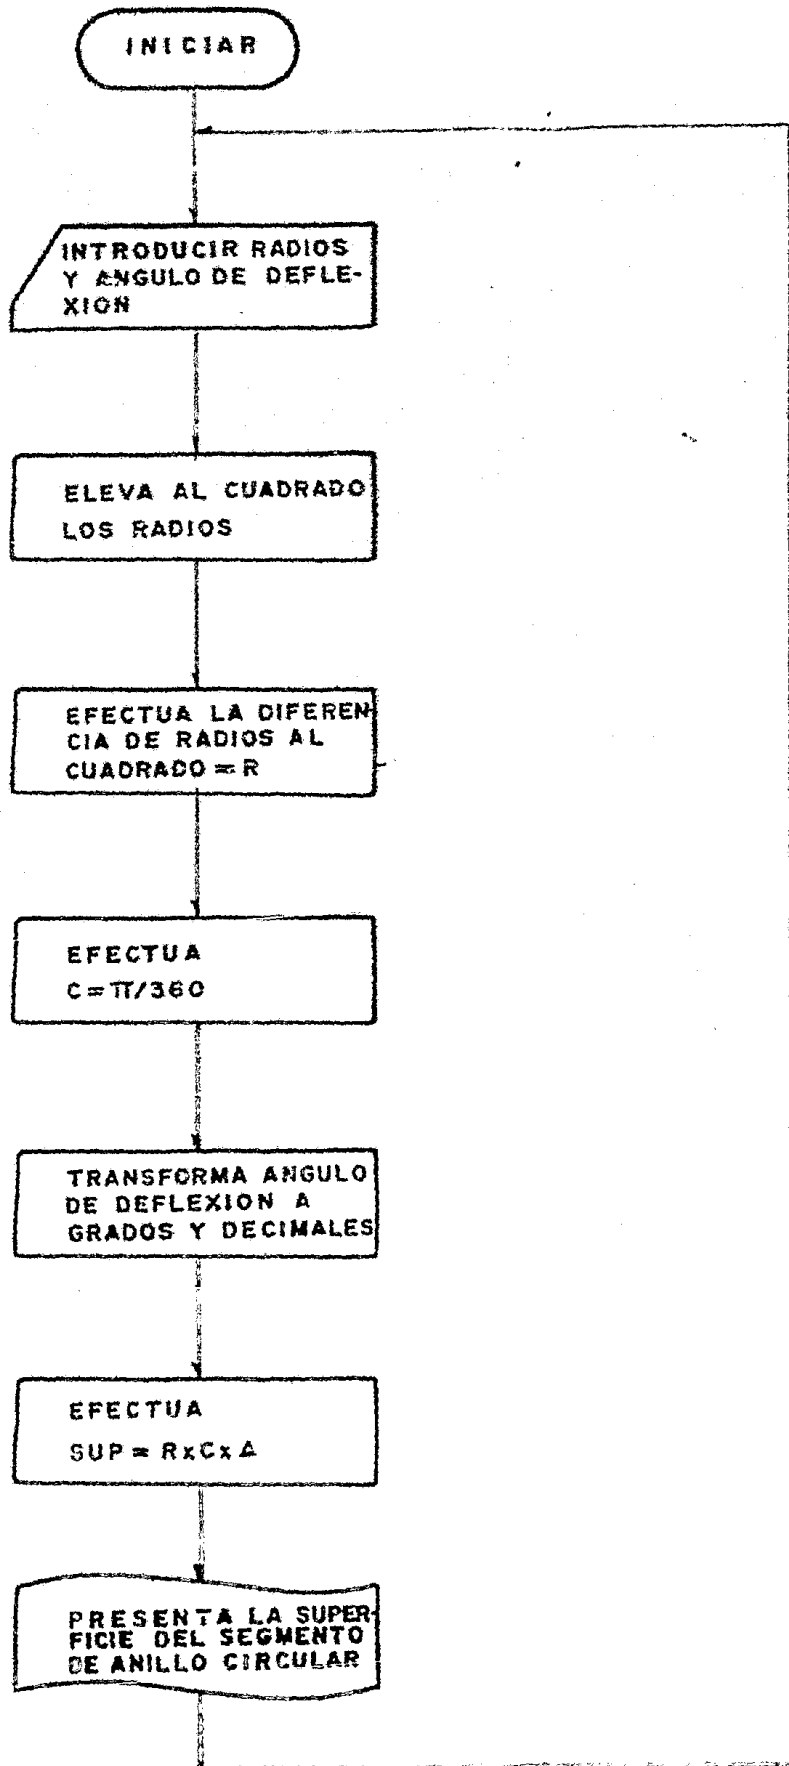 INICIAR
INTRODUCIR RADIOS
Y ANGULO DE DEFLE-
XION
ELEVA AL CUADRADO
LOS RADIOS
EFECTUA LA DIFEREN-
CIA DE RADIOS AL
CUADRADO = R
EFECTUA
C = π/360
TRANSFORMA ANGULO
DE DEFLEXION A
GRADOS Y DECIMALES
EFECTUA
SUP = RxCxΔ
PRESENTA LA SUPER-
FICIE DEL SEGMENTO
DE ANILLO CIRCULAR